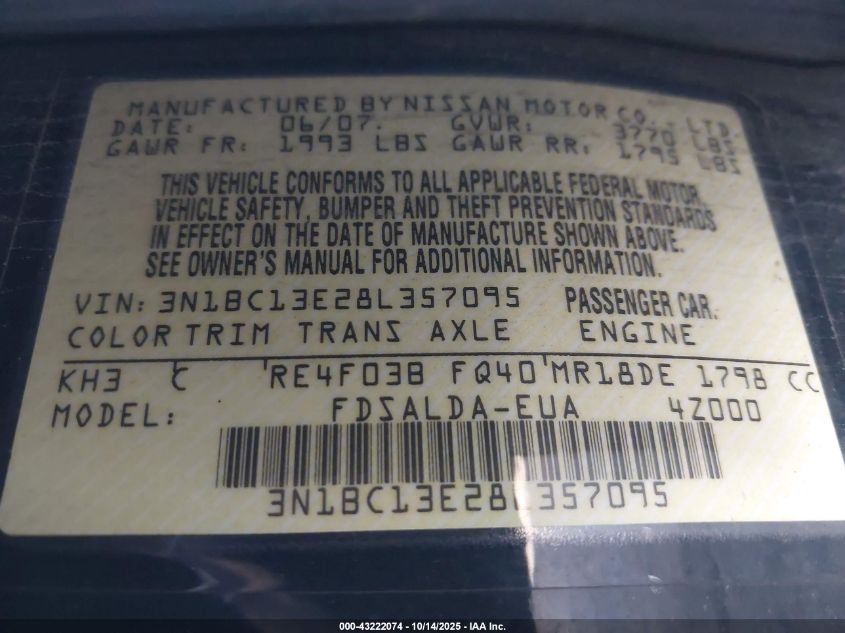 MANUFACTURED BY NISSAN MOTOR CO., LTD.
DATE: 06/07. GVWR: 3770 LBS
GAWR FR: 1993 LBS GAWR RR: 1795 LBS
THIS VEHICLE CONFORMS TO ALL APPLICABLE FEDERAL MOTOR
VEHICLE SAFETY, BUMPER AND THEFT PREVENTION STANDARDS
IN EFFECT ON THE DATE OF MANUFACTURE SHOWN ABOVE.
SEE OWNER'S MANUAL FOR ADDITIONAL INFORMATION.
VIN: 3N1BC13E28L357095 PASSENGER CAR.
COLOR TRIM TRANS AXLE ENGINE
KH3 C RE4F03B FQ40 MR18DE 1798 CC
MODEL: FDSALDA-EUA 4Z000
3N1BC13E28L357095
000-43222074 - 10/14/2025 - IAA Inc.